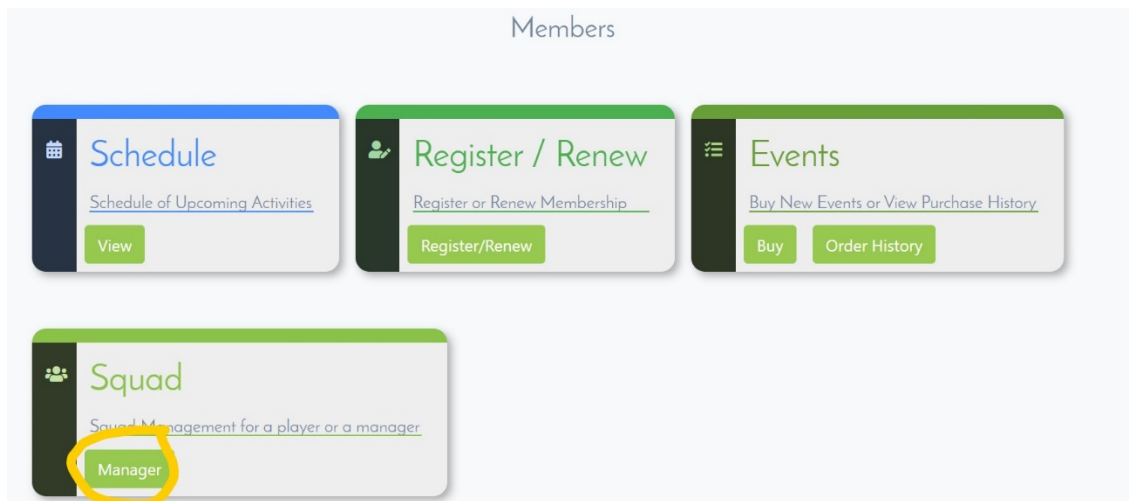 Members
Schedule
Schedule of Upcoming Activities
View
Register / Renew
Register or Renew Membership
Register/Renew
Events
Buy New Events or View Purchase History
Buy Order History
Squad
Squad Management for a player or a manager
Manager